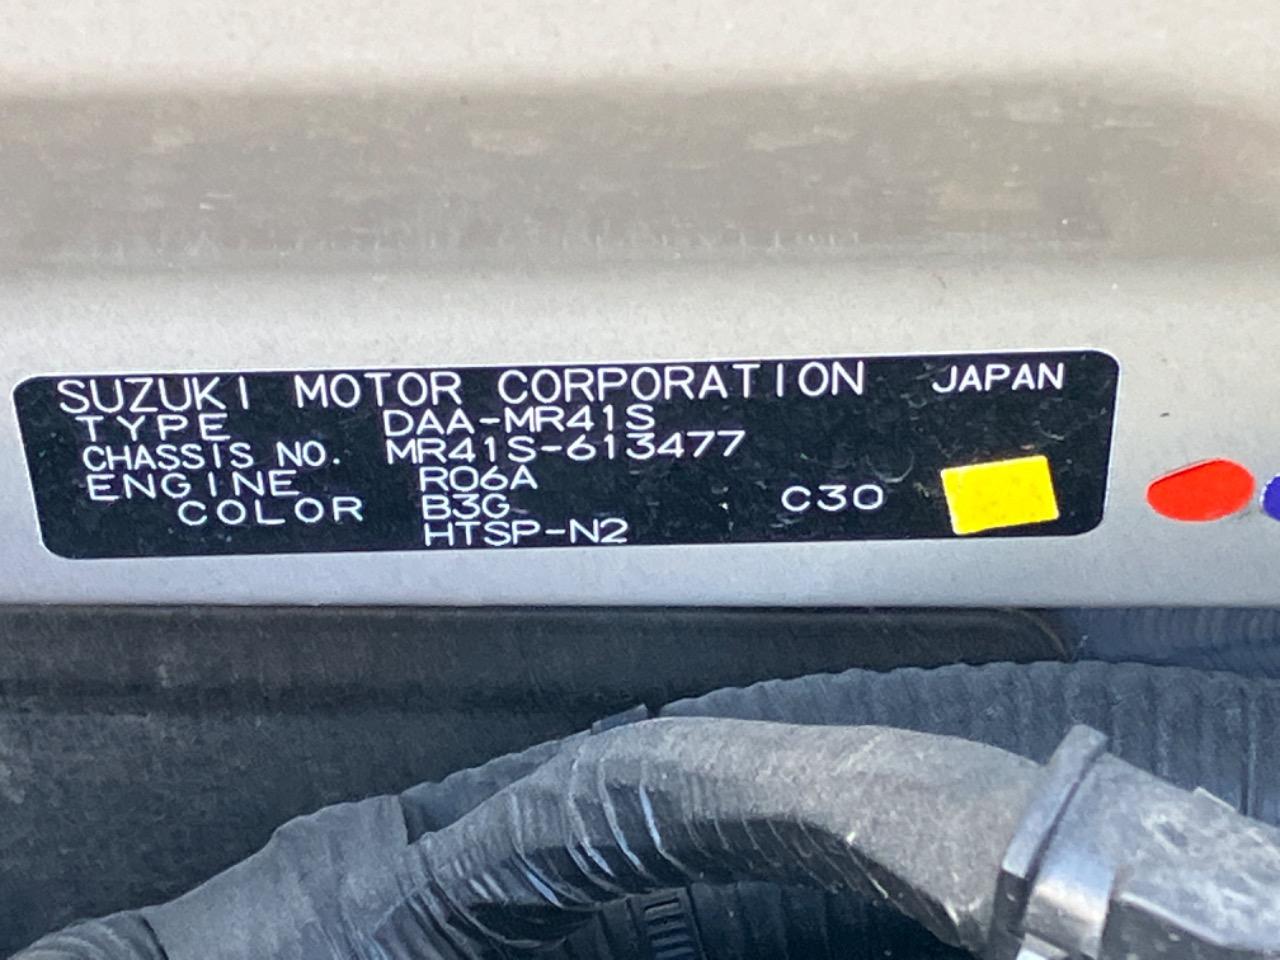 SUZUKI MOTOR CORPORATION JAPAN
TYPE DAA-MR41S
CHASSIS NO. MR41S-613477
ENGINE R06A
COLOR B3G C30
HTSP-N2